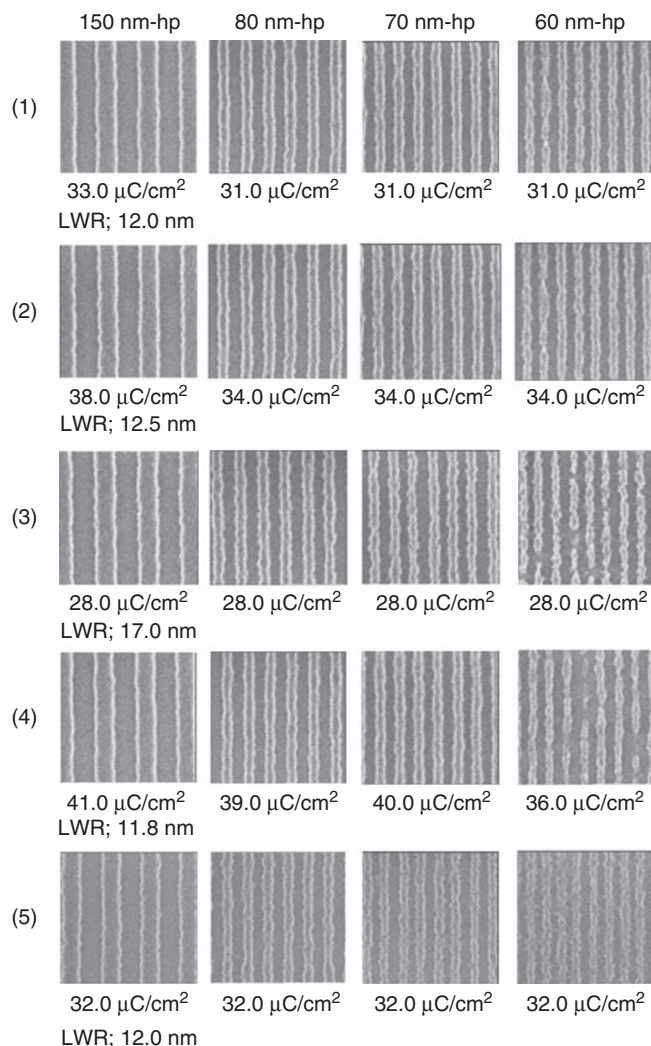 150 nm-hp 80 nm-hp 70 nm-hp 60 nm-hp
(1)
33.0 μC/cm² 31.0 μC/cm² 31.0 μC/cm² 31.0 μC/cm²
LWR; 12.0 nm
(2)
38.0 μC/cm² 34.0 μC/cm² 34.0 μC/cm² 34.0 μC/cm²
LWR; 12.5 nm
(3)
28.0 μC/cm² 28.0 μC/cm² 28.0 μC/cm² 28.0 μC/cm²
LWR; 17.0 nm
(4)
41.0 μC/cm² 39.0 μC/cm² 40.0 μC/cm² 36.0 μC/cm²
LWR; 11.8 nm
(5)
32.0 μC/cm² 32.0 μC/cm² 32.0 μC/cm² 32.0 μC/cm²
LWR; 12.0 nm